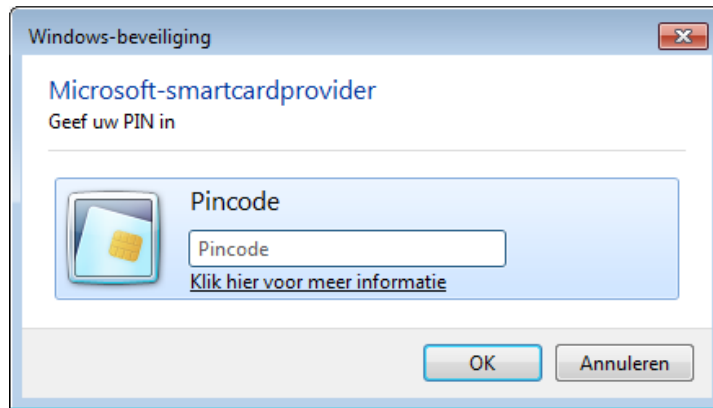 Windows-beveiliging
Microsoft-smartcardprovider
Geef uw PIN in
Pincode
Pincode
Klik hier voor meer informatie
OK
Annuleren